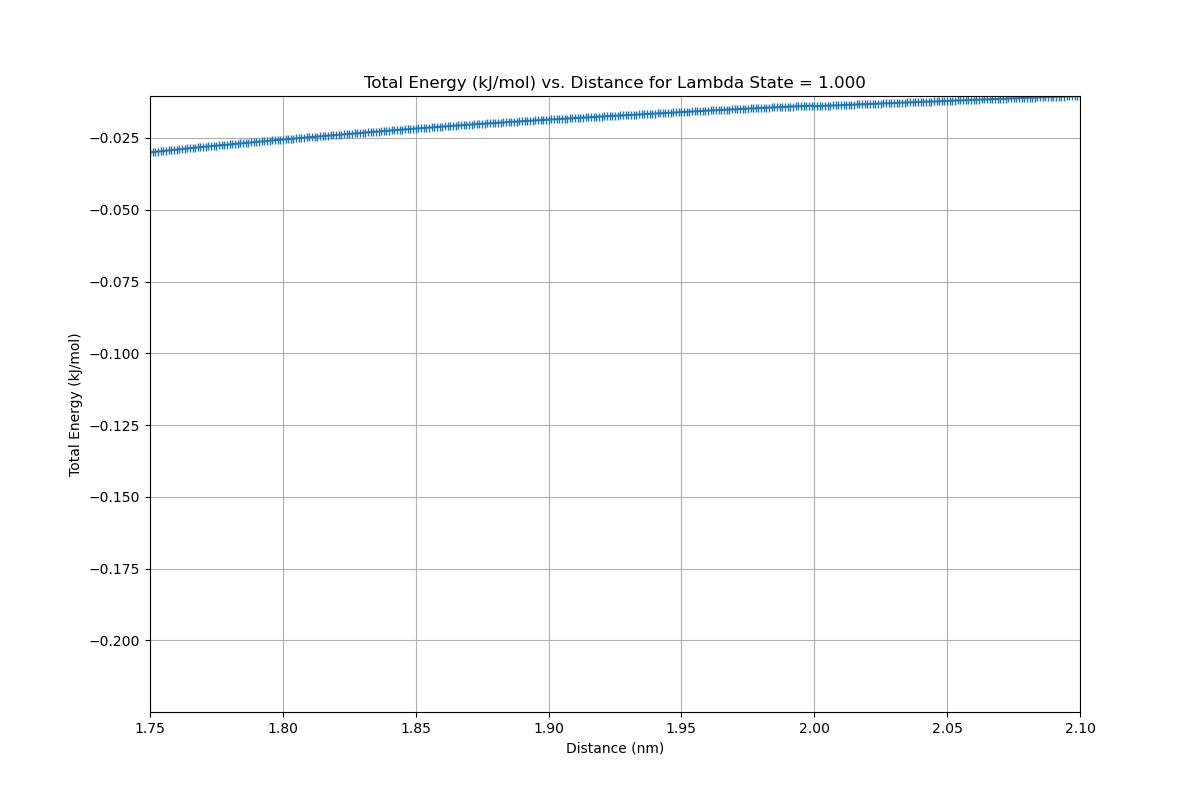 Total Energy (kJ/mol) vs. Distance for Lambda State = 1.000
−0.025
−0.050
−0.075
−0.100
−0.125
−0.150
−0.175
−0.200
Total Energy (kJ/mol)
1.75 1.80 1.85 1.90 1.95 2.00 2.05 2.10
Distance (nm)